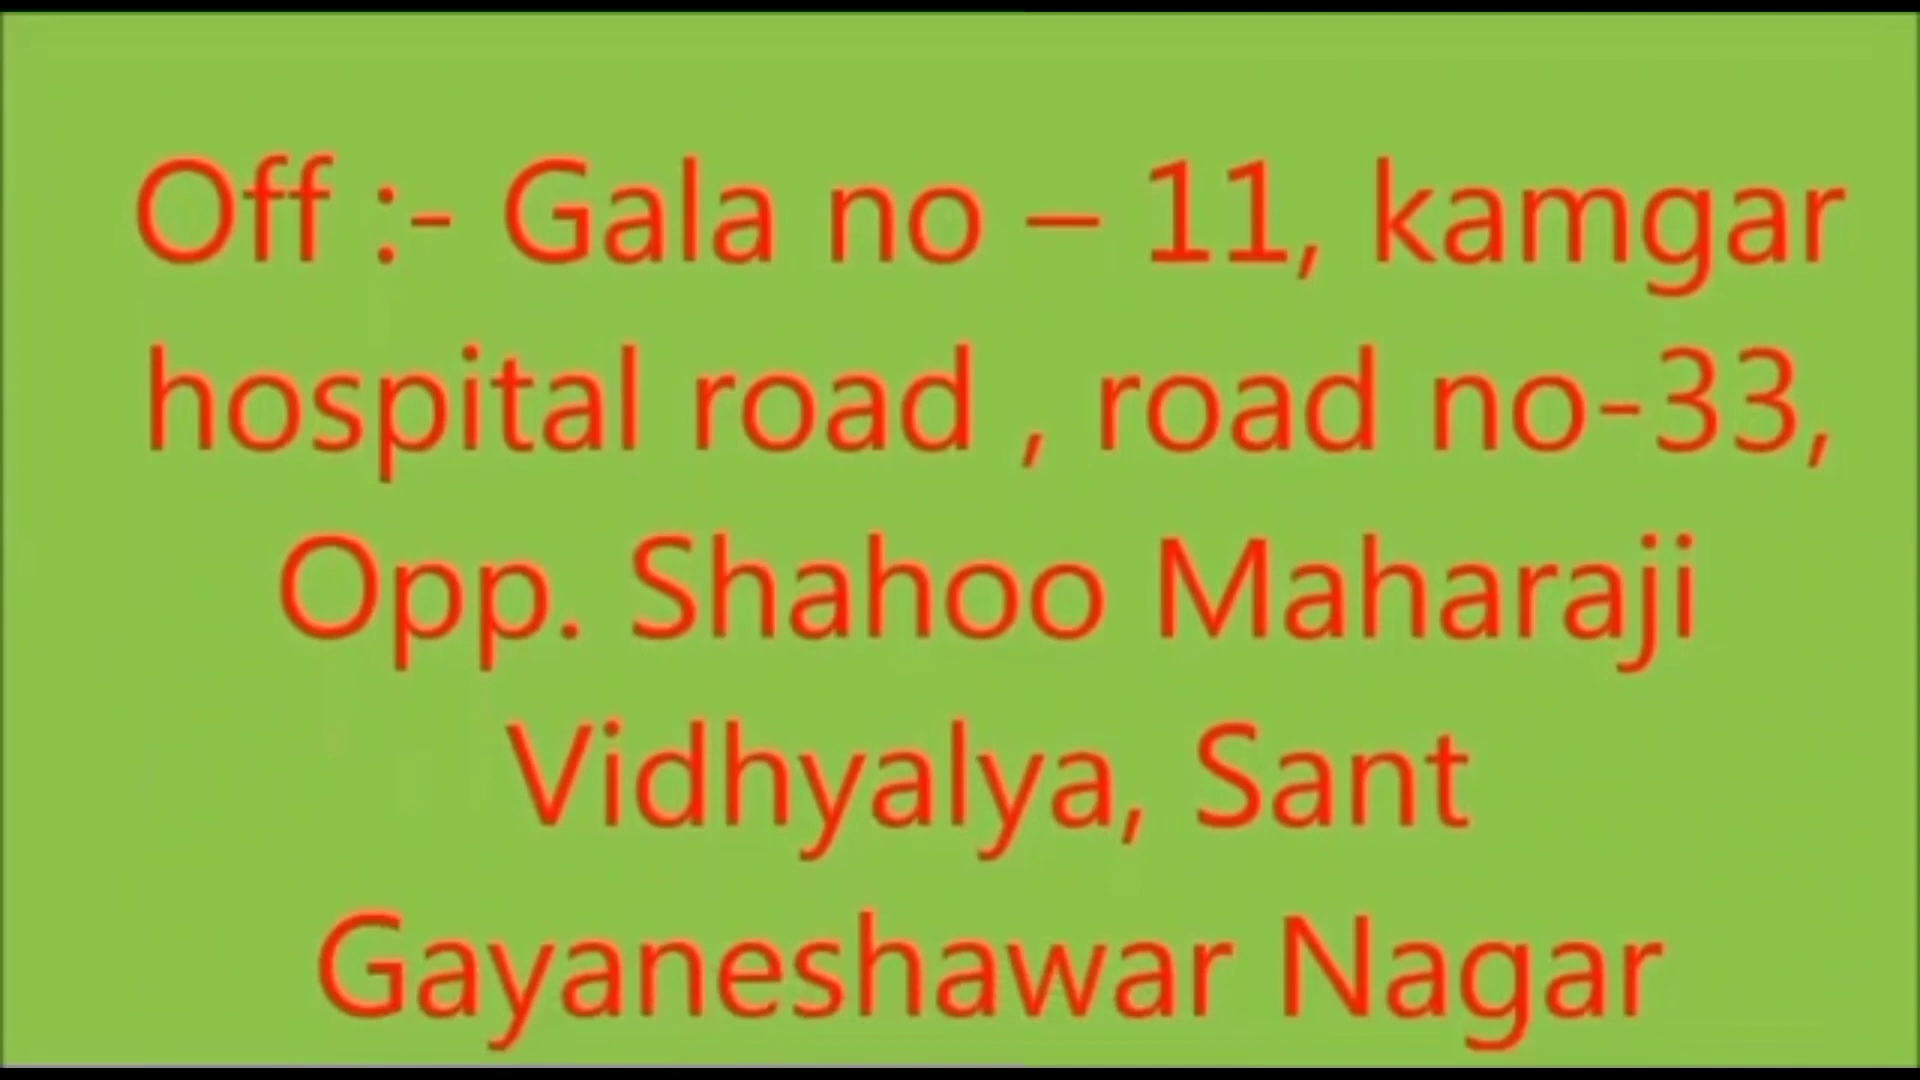 Off :- Gala no – 11, kamgar
hospital road , road no-33,
Opp. Shahoo Maharaji
Vidhyalya, Sant
Gayaneshawar Nagar